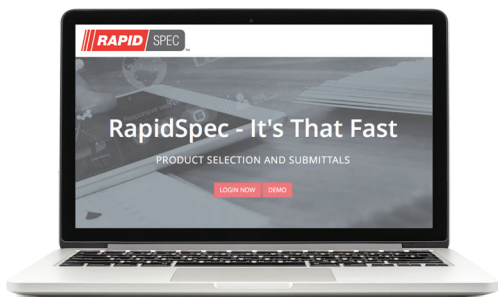 RAPID SPEC
RapidSpec - It's That Fast
PRODUCT SELECTION AND SUBMITTALS
LOGIN NOW DEMO